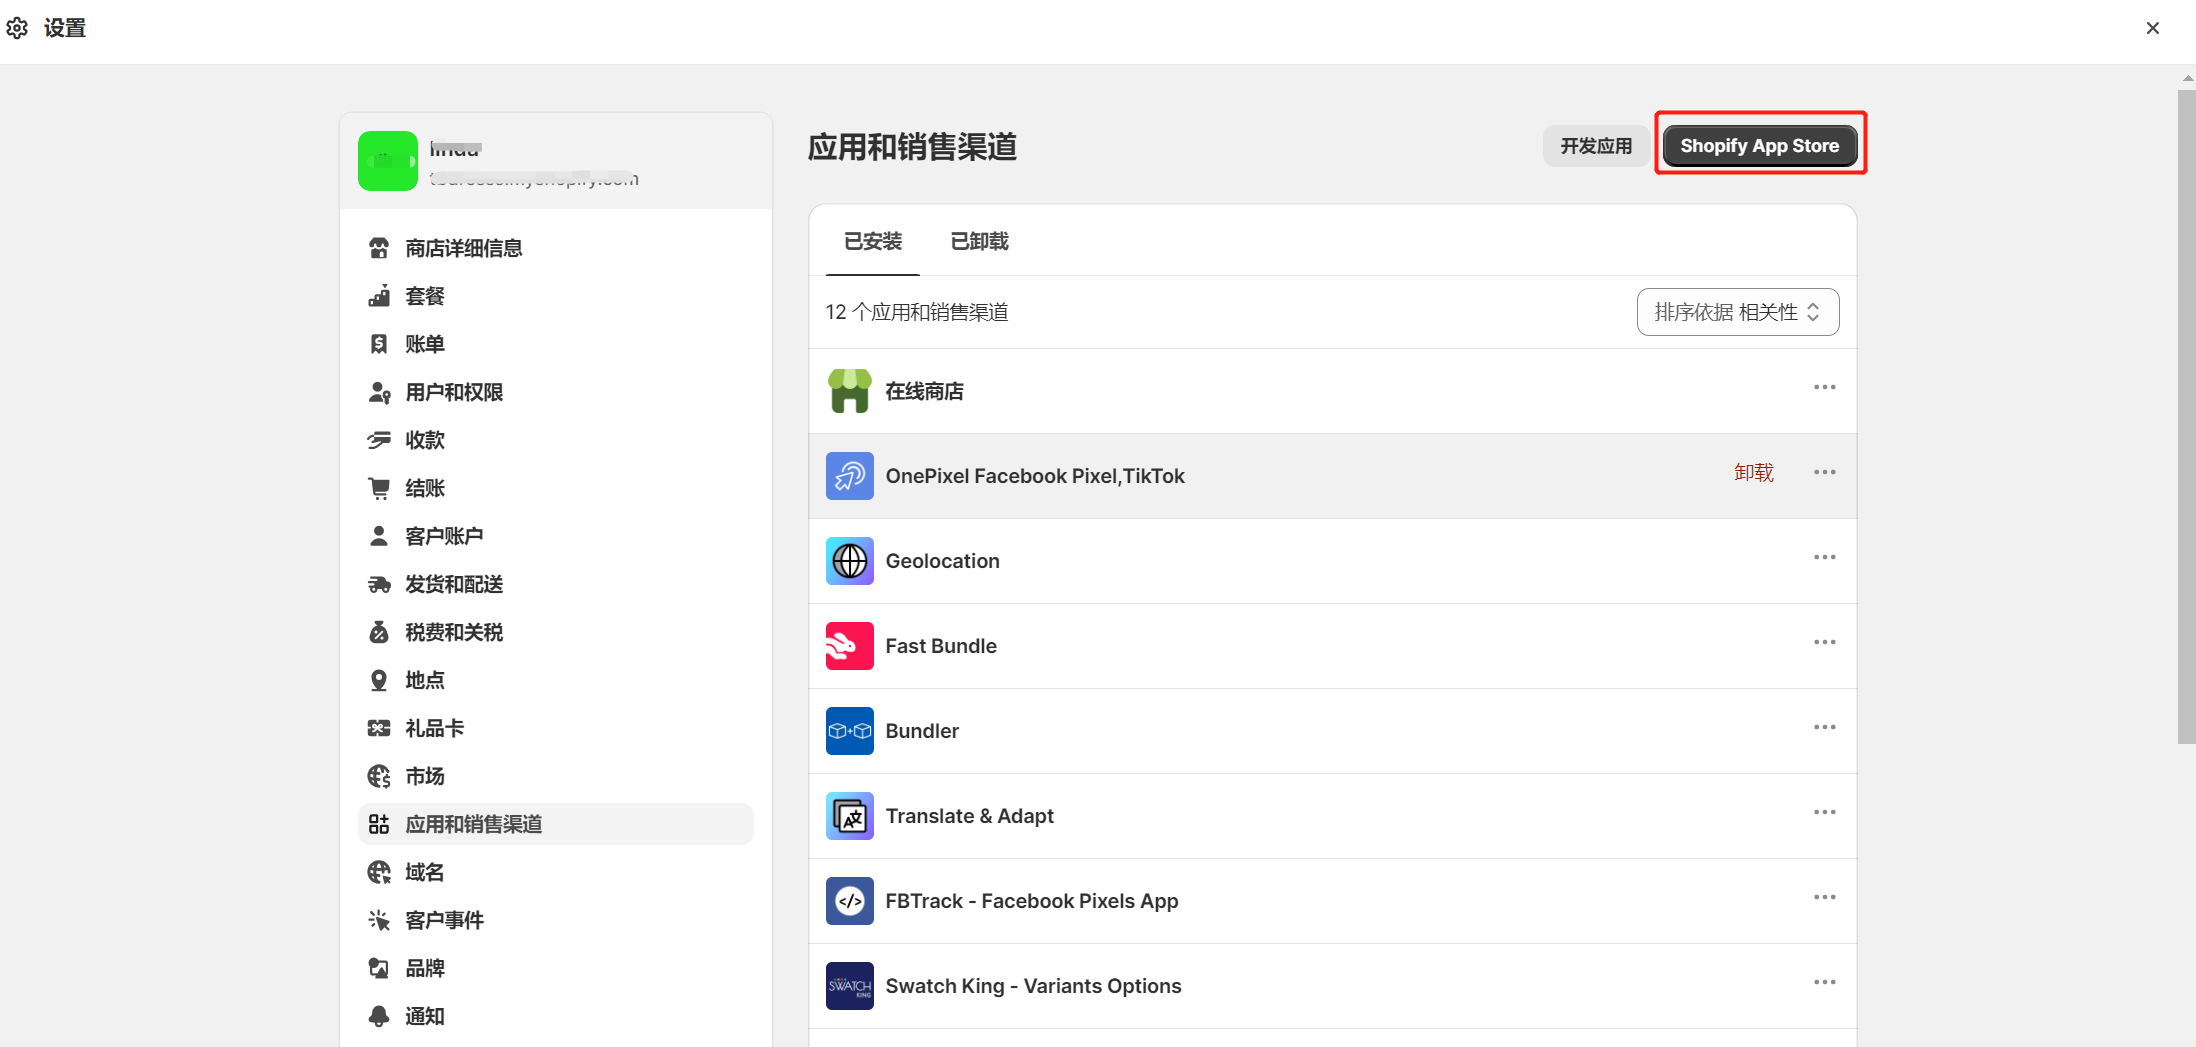 设置
应用和销售渠道
开发应用
Shopify App Store
商店详细信息
套餐
账单
用户和权限
收款
结账
客户账户
发货和配送
税费和关税
地点
礼品卡
市场
应用和销售渠道
域名
客户事件
品牌
通知
已安装 已卸载
12 个应用和销售渠道
排序依据 相关性
在线商店
OnePixel Facebook Pixel,TikTok
卸载
Geolocation
Fast Bundle
Bundler
Translate & Adapt
FBTrack - Facebook Pixels App
SWATCH
KING
Swatch King - Variants Options